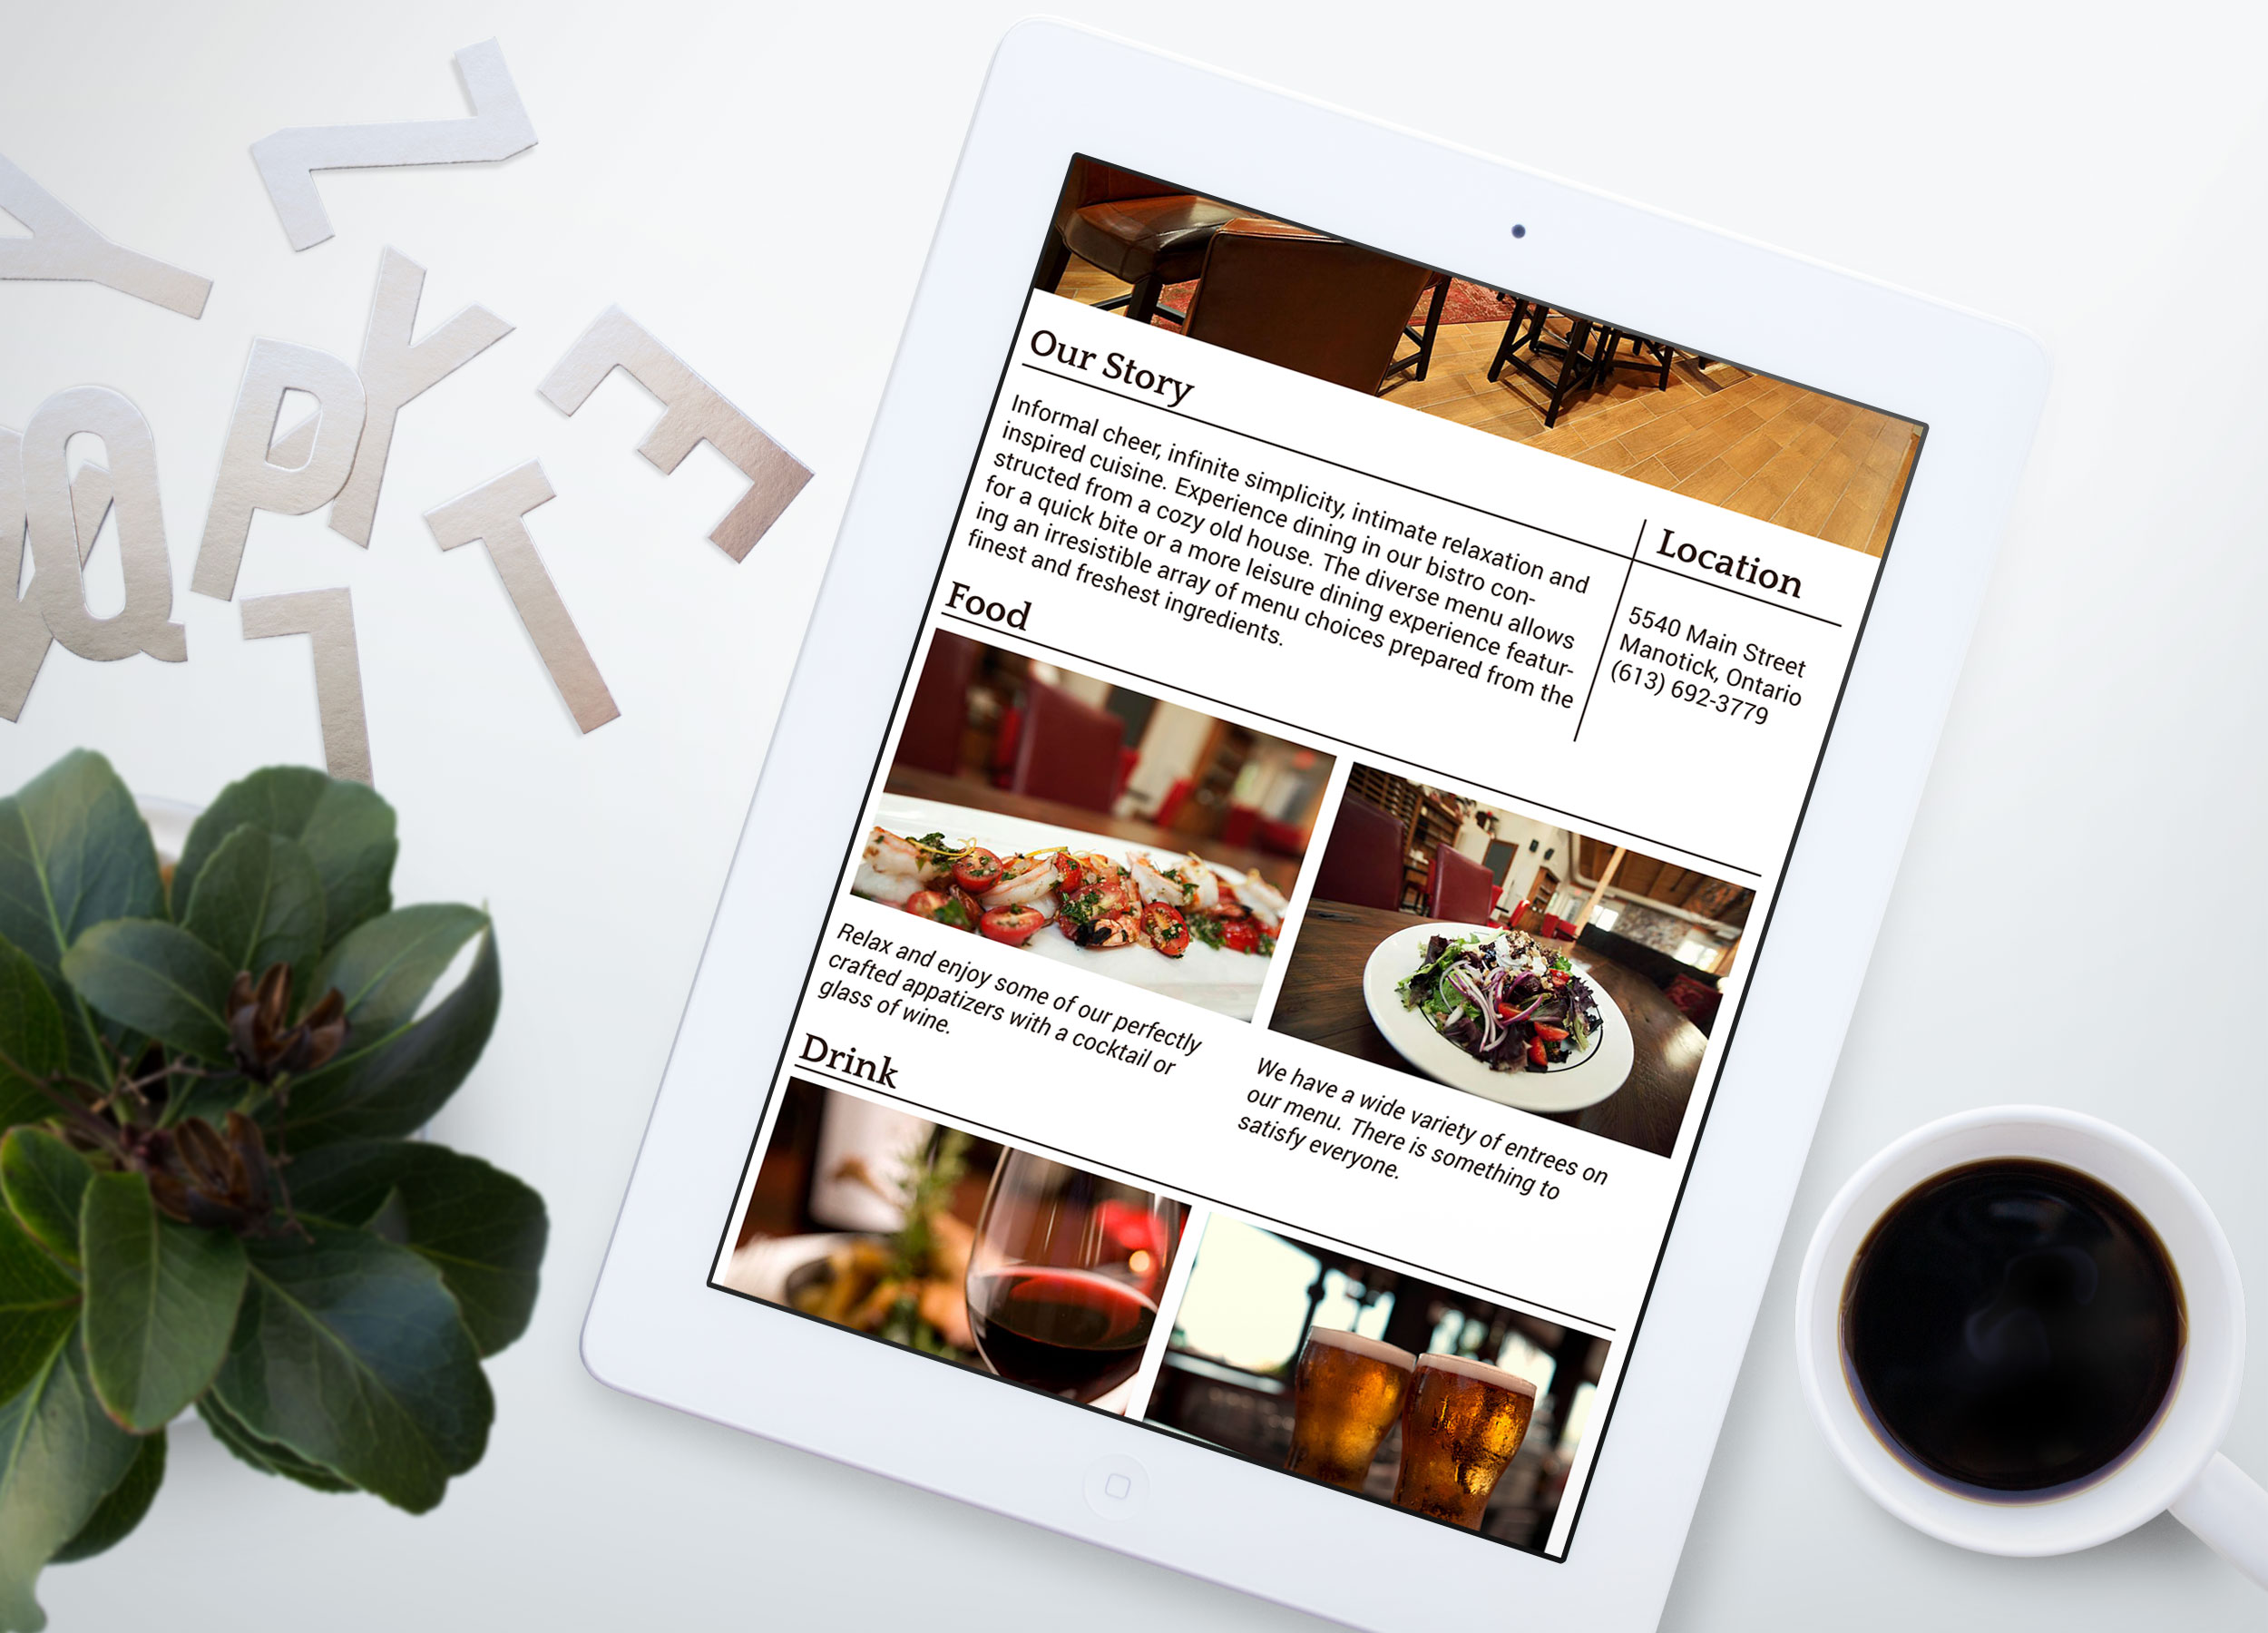 Y
Z
P
Y
E
Q
T
L
Our Story
Informal cheer, infinite simplicity, intimate relaxation and
inspired cuisine. Experience dining in our bistro con-
structed from a cozy old house. The diverse menu allows
for a quick bite or a more leisure dining experience featur-
ing an irresistible array of menu choices prepared from the
finest and freshest ingredients.
Location
5540 Main Street
Manotick, Ontario
(613) 692-3779
Food
Relax and enjoy some of our perfectly
crafted appatizers with a cocktail or
glass of wine.
We have a wide variety of entrees on
our menu. There is something to
satisfy everyone.
Drink